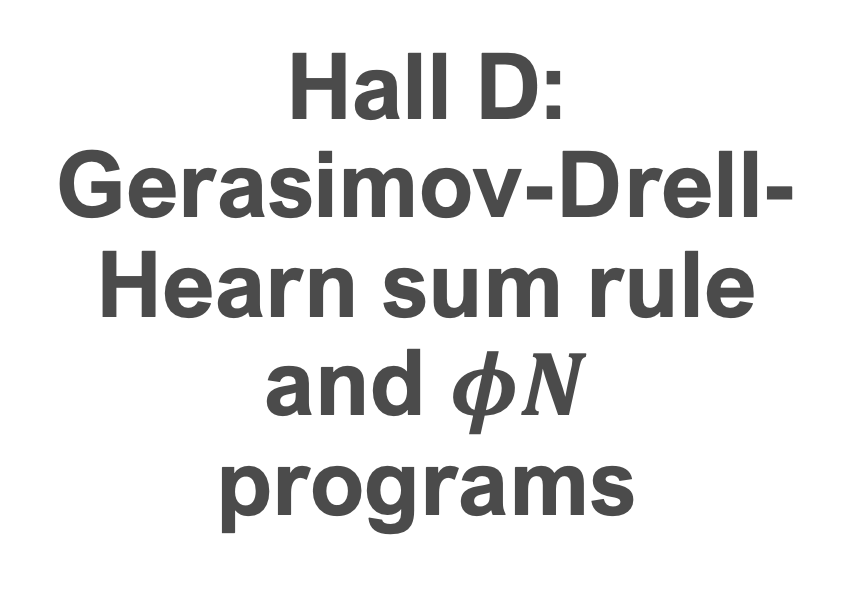 Hall D:
Gerasimov-Drell-
Hearn sum rule
and 𝝓𝑵
programs